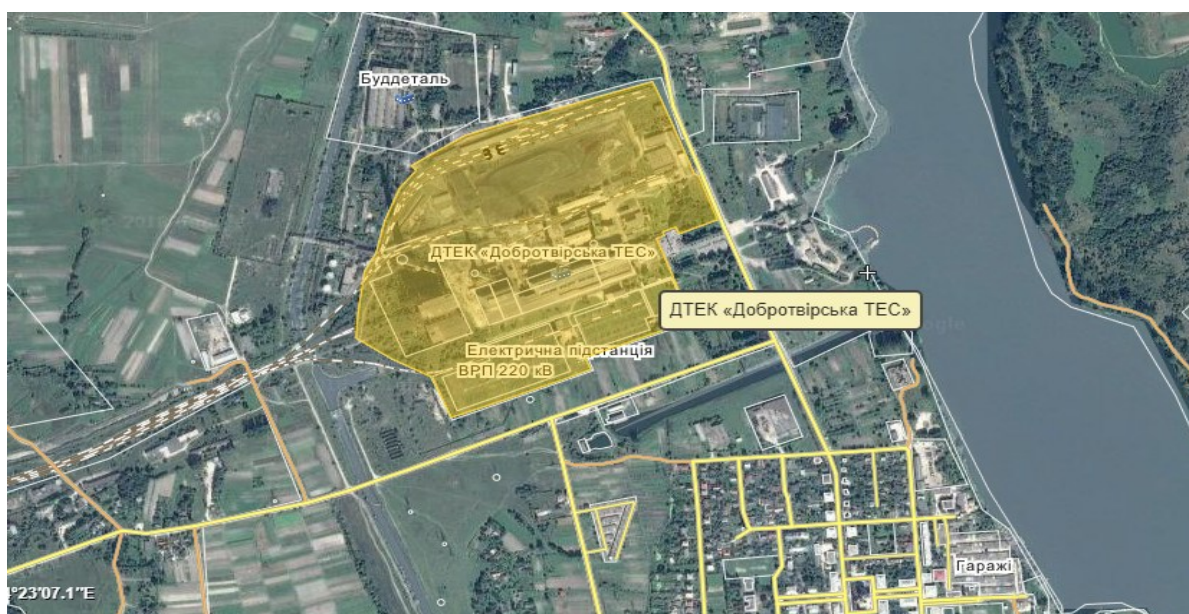 Буддеталь
ДТЕК «Добротвірська ТЕС»
ДТЕК «Добротвірська ТЕС»
Електрична підстанція
ВРП 220 кВ
Гаражі
°23'07.1"E